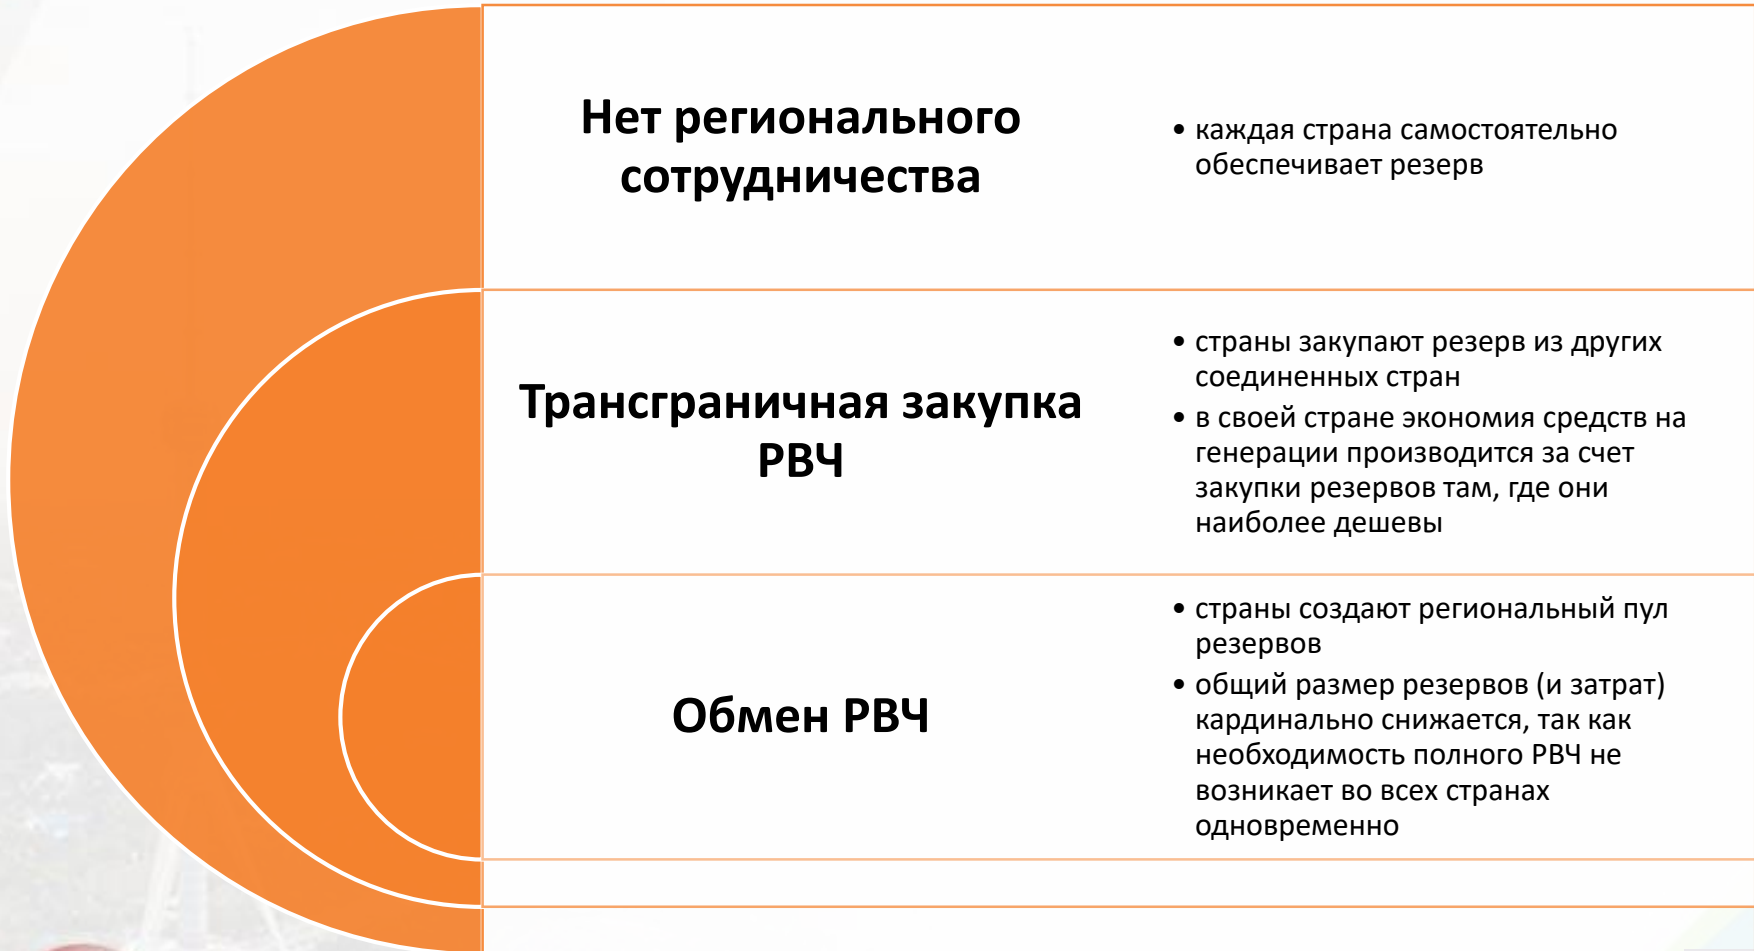 Нет регионального
сотрудничества
• каждая страна самостоятельно
обеспечивает резерв
Трансграничная закупка
РВЧ
• страны закупают резерв из других
соединенных стран
• в своей стране экономия средств на
генерации производится за счет
закупки резервов там, где они
наиболее дешевы
Обмен РВЧ
• страны создают региональный пул
резервов
• общий размер резервов (и затрат)
кардинально снижается, так как
необходимость полного РВЧ не
возникает во всех странах
одновременно